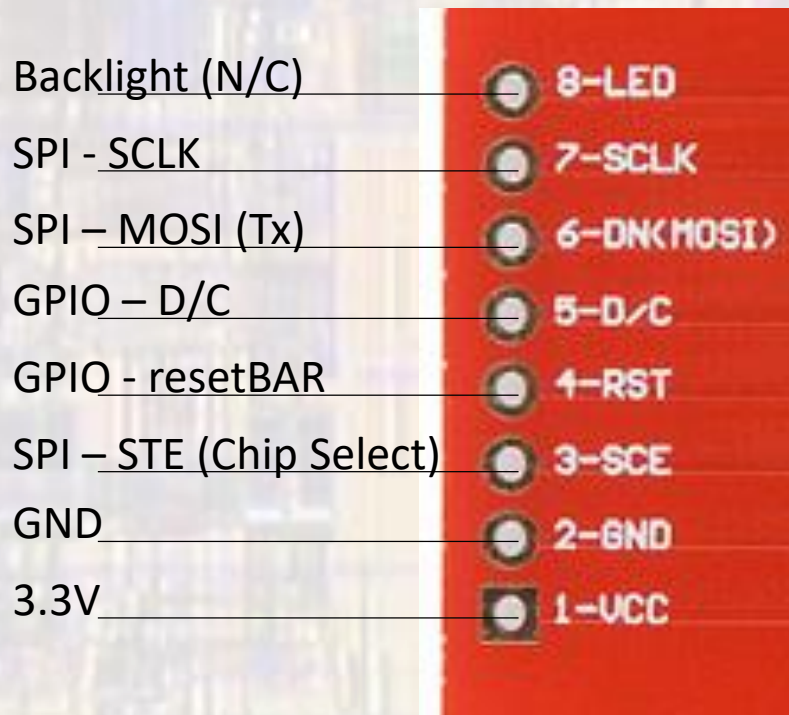 Backlight (N/C) 8-LED
SPI - SCLK 7-SCLK
SPI – MOSI (Tx) 6-DN(MOSI)
GPIO – D/C 5-D/C
GPIO - resetBAR 4-RST
SPI – STE (Chip Select) 3-SCE
GND 2-GND
3.3V 1-VCC